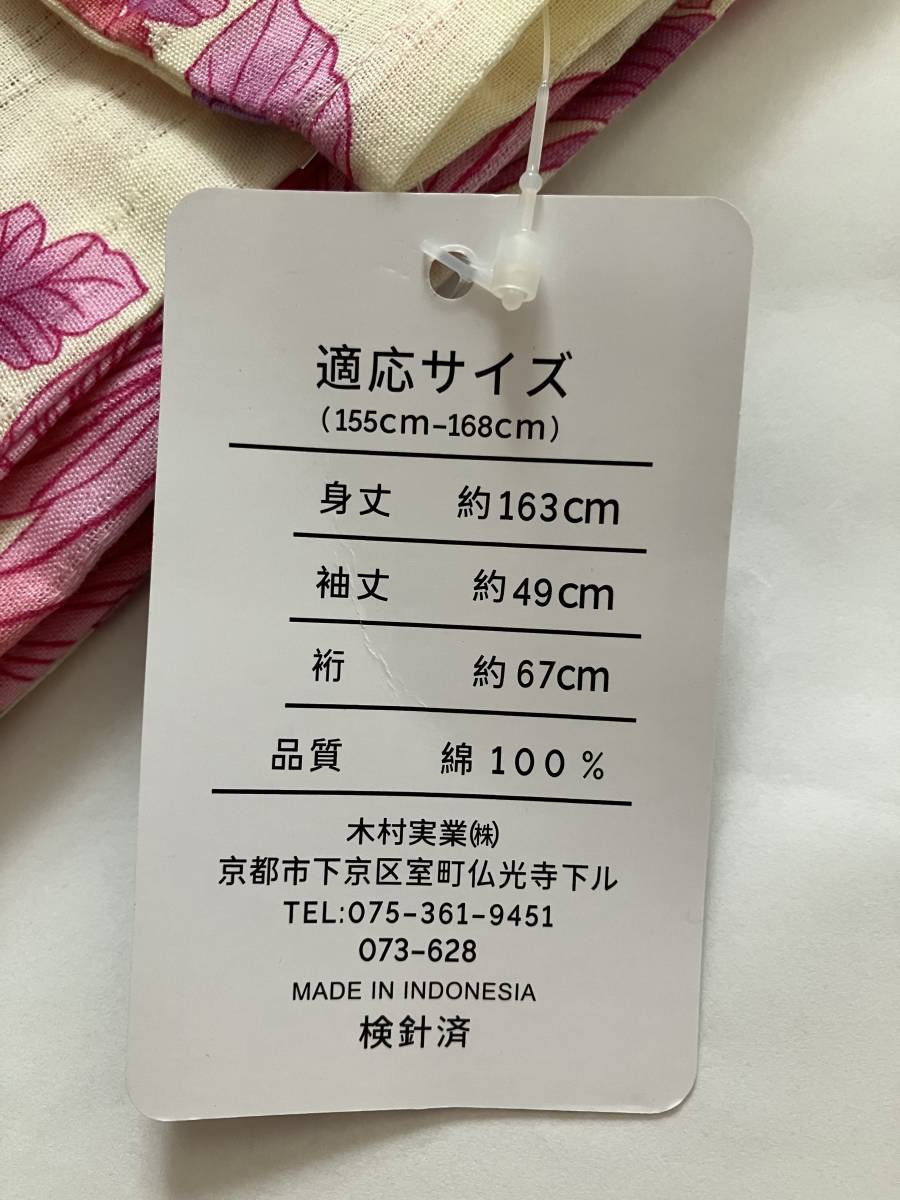 適応サイズ
(155cm-168cm)
身丈 約163cm
袖丈 約49cm
裄 約67cm
品質 綿100%
木村実業㈱
京都市下京区室町仏光寺下ル
TEL:075-361-9451
073-628
MADE IN INDONESIA
検針済